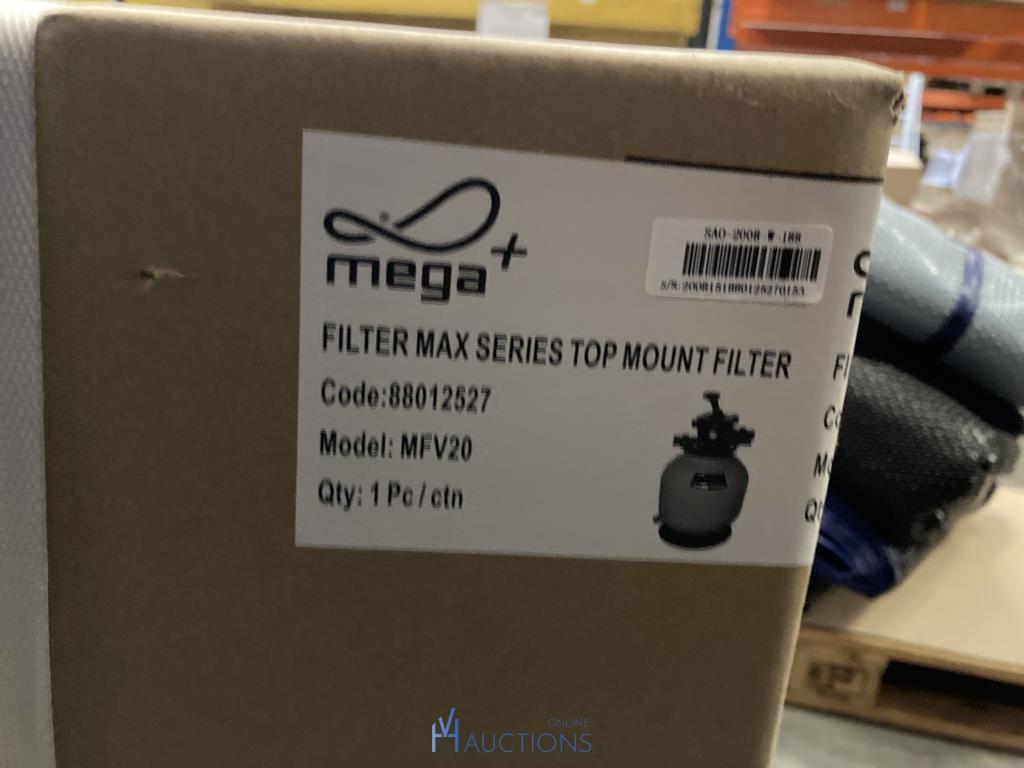 mega+
SAO-2008-W-188
S/N:2008151880125270153
FILTER MAX SERIES TOP MOUNT FILTER
Code:88012527
Model: MFV20
Qty: 1 Pc / ctn
HVA ONLINE
AUCTIONS